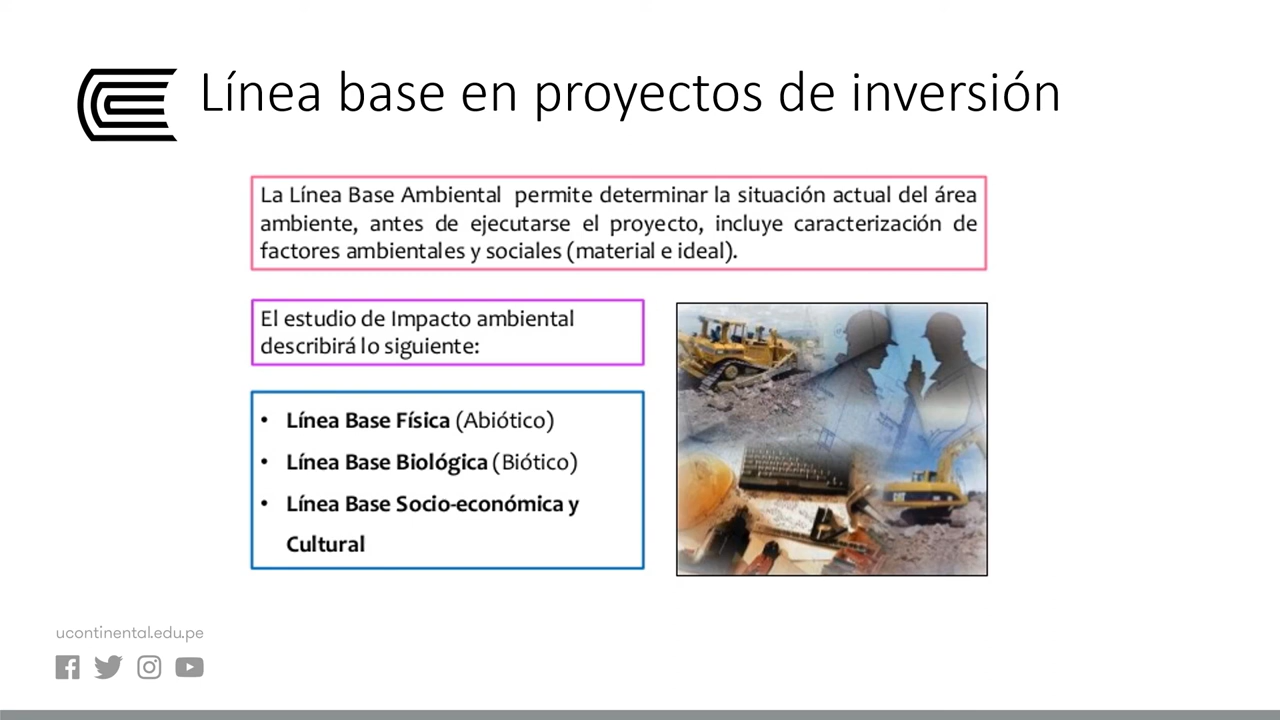 Línea base en proyectos de inversión
La Línea Base Ambiental permite determinar la situación actual del área
ambiente, antes de ejecutarse el proyecto, incluye caracterización de
factores ambientales y sociales (material e ideal).
El estudio de Impacto ambiental
describirá lo siguiente:
• Línea Base Física (Abiótico)
• Línea Base Biológica (Biótico)
• Línea Base Socio-económica y
Cultural
CAT
ucontinental.edu.pe